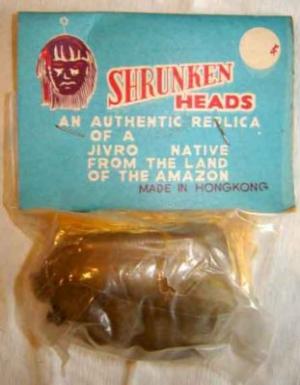 SHRUNKEN
HEADS
AN AUTHENTIC REPLICA
OF A
JIVRO NATIVE
FROM THE LAND
OF THE AMAZON
MADE IN HONGKONG